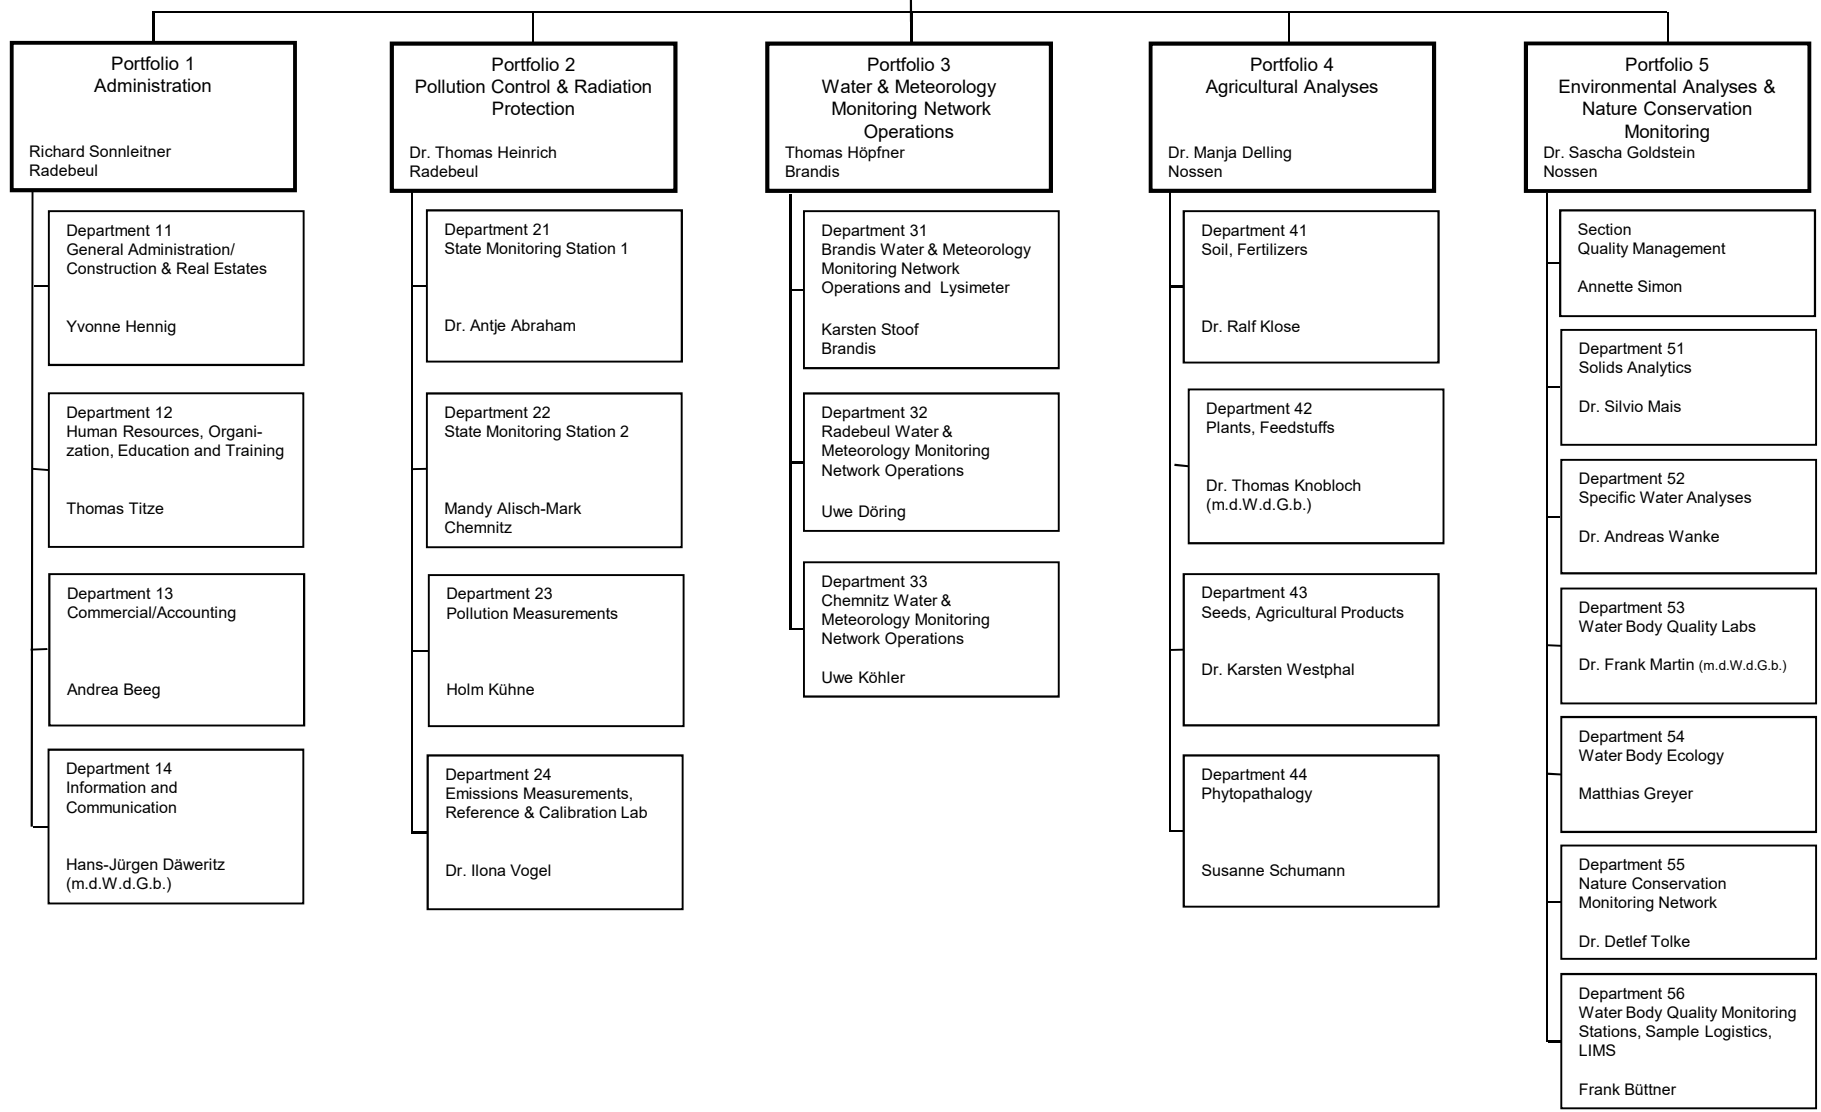 Portfolio 1
Administration
Richard Sonnleitner
Radebeul
Department 11
General Administration/
Construction & Real Estates
Yvonne Hennig
Department 12
Human Resources, Organi-
zation, Education and Training
Thomas Titze
Department 13
Commercial/Accounting
Andrea Beeg
Department 14
Information and
Communication
Hans-Jürgen Däweritz
(m.d.W.d.G.b.)
Portfolio 2
Pollution Control & Radiation
Protection
Dr. Thomas Heinrich
Radebeul
Department 21
State Monitoring Station 1
Dr. Antje Abraham
Department 22
State Monitoring Station 2
Mandy Alisch-Mark
Chemnitz
Department 23
Pollution Measurements
Holm Kühne
Department 24
Emissions Measurements,
Reference & Calibration Lab
Dr. Ilona Vogel
Portfolio 3
Water & Meteorology
Monitoring Network
Operations
Thomas Höpfner
Brandis
Department 31
Brandis Water & Meteorology
Monitoring Network
Operations and Lysimeter
Karsten Stoof
Brandis
Department 32
Radebeul Water &
Meteorology Monitoring
Network Operations
Uwe Döring
Department 33
Chemnitz Water &
Meteorology Monitoring
Network Operations
Uwe Köhler
Portfolio 4
Agricultural Analyses
Dr. Manja Delling
Nossen
Department 41
Soil, Fertilizers
Dr. Ralf Klose
Department 42
Plants, Feedstuffs
Dr. Thomas Knobloch
(m.d.W.d.G.b.)
Department 43
Seeds, Agricultural Products
Dr. Karsten Westphal
Department 44
Phytopathalogy
Susanne Schumann
Portfolio 5
Environmental Analyses &
Nature Conservation
Monitoring
Dr. Sascha Goldstein
Nossen
Section
Quality Management
Annette Simon
Department 51
Solids Analytics
Dr. Silvio Mais
Department 52
Specific Water Analyses
Dr. Andreas Wanke
Department 53
Water Body Quality Labs
Dr. Frank Martin (m.d.W.d.G.b.)
Department 54
Water Body Ecology
Matthias Greyer
Department 55
Nature Conservation
Monitoring Network
Dr. Detlef Tolke
Department 56
Water Body Quality Monitoring
Stations, Sample Logistics,
LIMS
Frank Büttner